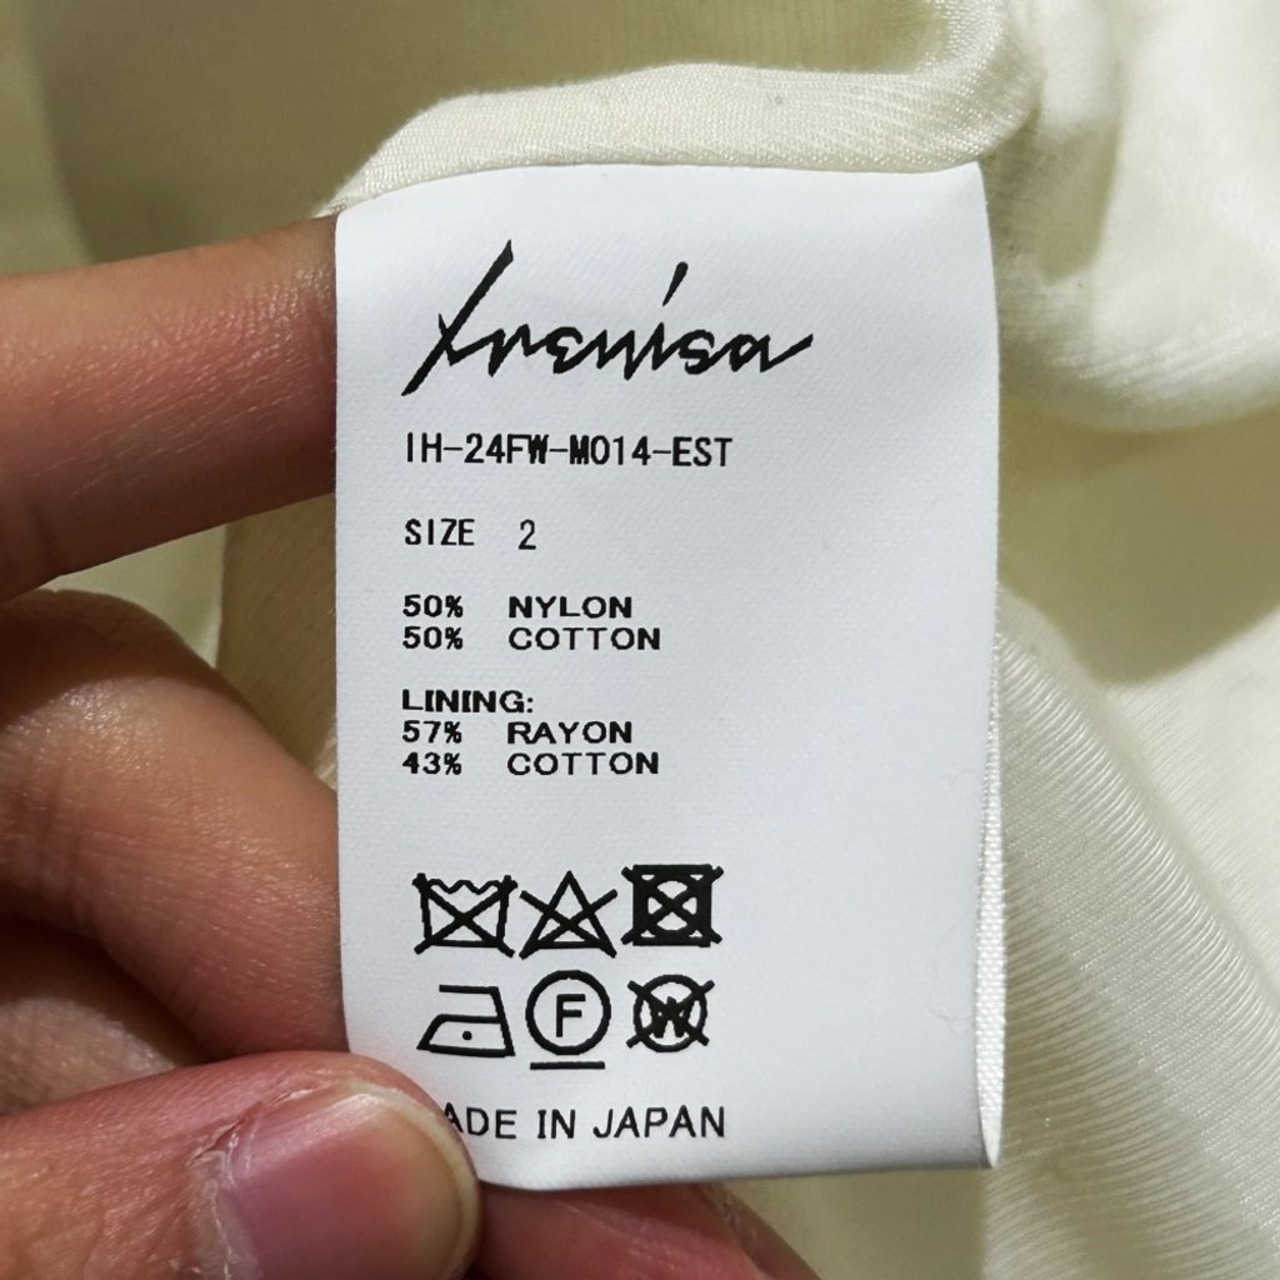 Irenisa
IH-24FW-M014-EST
SIZE 2
50% NYLON
50% COTTON
LINING:
57% RAYON
43% COTTON
F
W
ADE IN JAPAN